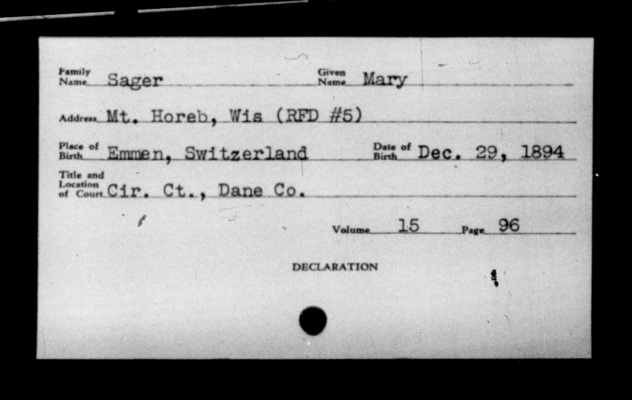 Family Name Sager Given Name Mary
Address Mt. Horeb, Wis (RFD #5)
Place of Birth Emmen, Switzerland Date of Birth Dec. 29, 1894
Title and Location of Court Cir. Ct., Dane Co.
Volume 15 Page 96
DECLARATION